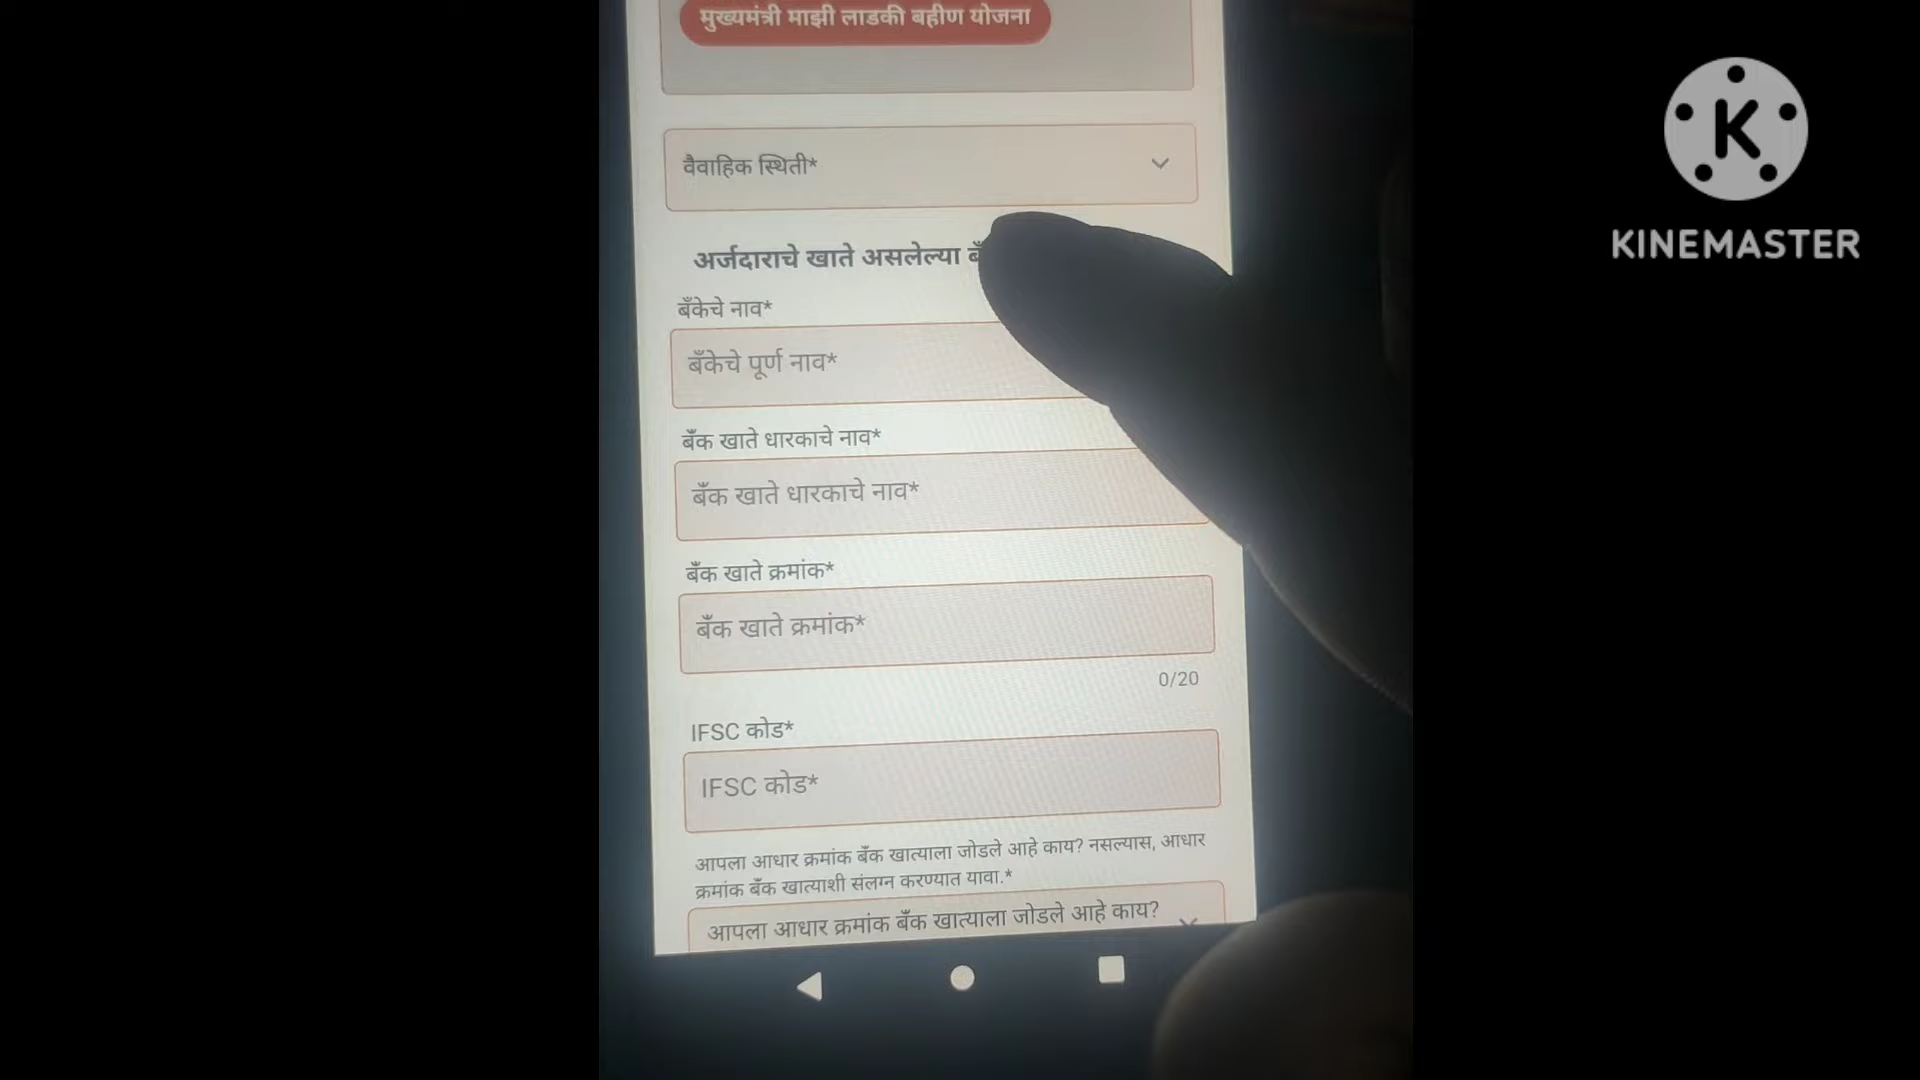 मुख्यमंत्री माझी लाडकी बहीण योजना
वैवाहिक स्थिती*
अर्जदाराचे खाते असलेल्या
बँकेचे नाव*
बँकेचे पूर्ण नाव*
बँक खाते धारकाचे नाव*
बँक खाते धारकाचे नाव*
बँक खाते क्रमांक*
बँक खाते क्रमांक*
0/20
IFSC कोड*
IFSC कोड*
आपला आधार क्रमांक बँक खात्याला जोडले आहे काय? नसल्यास, आधार
क्रमांक बँक खात्याशी संलग्न करण्यात यावा.*
आपला आधार क्रमांक बँक खात्याला जोडले आहे काय?
K
KINEMASTER